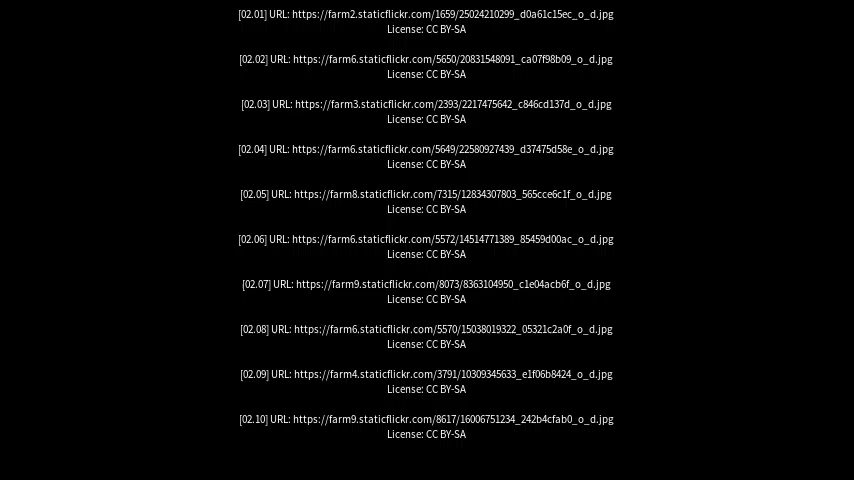 [02.01] URL: https://farm2.staticflickr.com/1659/25024210299_d0a61c15ec_o_d.jpg
License: CC BY-SA
[02.02] URL: https://farm6.staticflickr.com/5650/20831548091_ca07f98b09_o_d.jpg
License: CC BY-SA
[02.03] URL: https://farm3.staticflickr.com/2393/2217475642_c846cd137d_o_d.jpg
License: CC BY-SA
[02.04] URL: https://farm6.staticflickr.com/5649/22580927439_d37475d58e_o_d.jpg
License: CC BY-SA
[02.05] URL: https://farm8.staticflickr.com/7315/12834307803_565cce6c1f_o_d.jpg
License: CC BY-SA
[02.06] URL: https://farm6.staticflickr.com/5572/14514771389_85459d00ac_o_d.jpg
License: CC BY-SA
[02.07] URL: https://farm9.staticflickr.com/8073/8363104950_c1e04acb6f_o_d.jpg
License: CC BY-SA
[02.08] URL: https://farm6.staticflickr.com/5570/15038019322_05321c2a0f_o_d.jpg
License: CC BY-SA
[02.09] URL: https://farm4.staticflickr.com/3791/10309345633_e1f06b8424_o_d.jpg
License: CC BY-SA
[02.10] URL: https://farm9.staticflickr.com/8617/16006751234_242b4cfab0_o_d.jpg
License: CC BY-SA